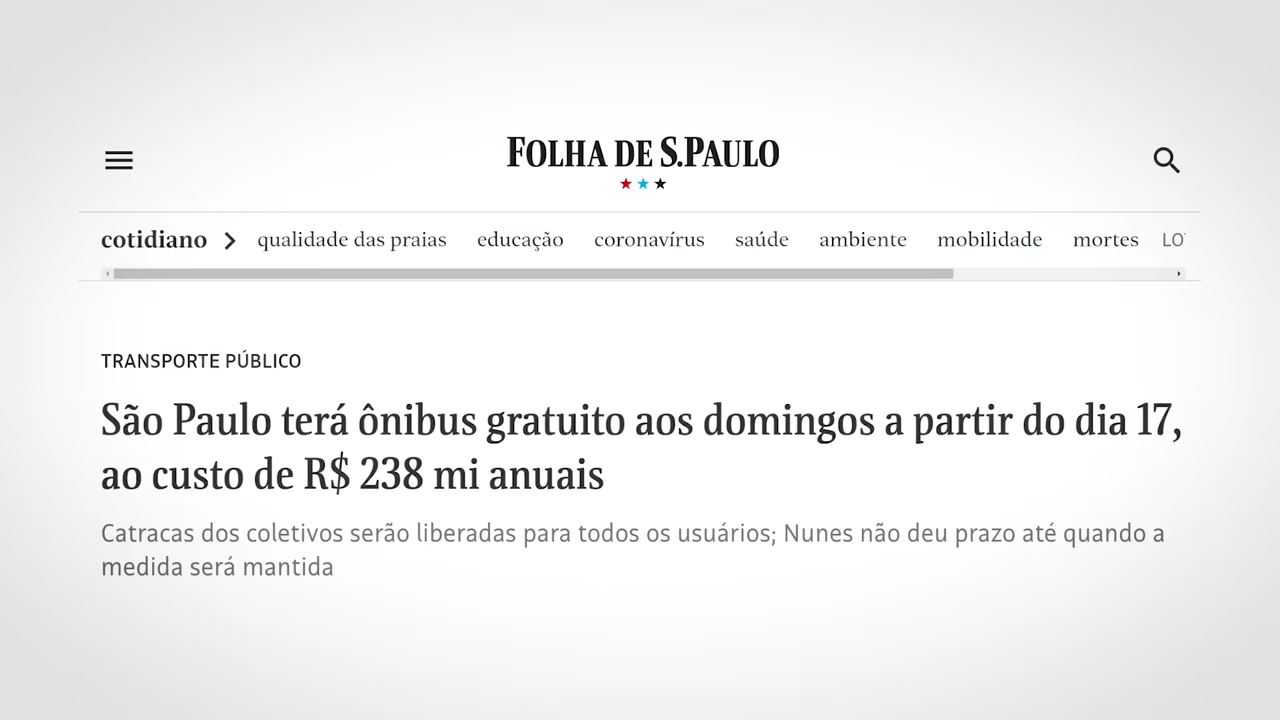 FOLHA DE S.PAULO
cotidiano qualidade das praias educação coronavírus saúde ambiente mobilidade mortes
TRANSPORTE PÚBLICO
São Paulo terá ônibus gratuito aos domingos a partir do dia 17,
ao custo de R$ 238 mi anuais
Catracas dos coletivos serão liberadas para todos os usuários; Nunes não deu prazo até quando a
medida será mantida